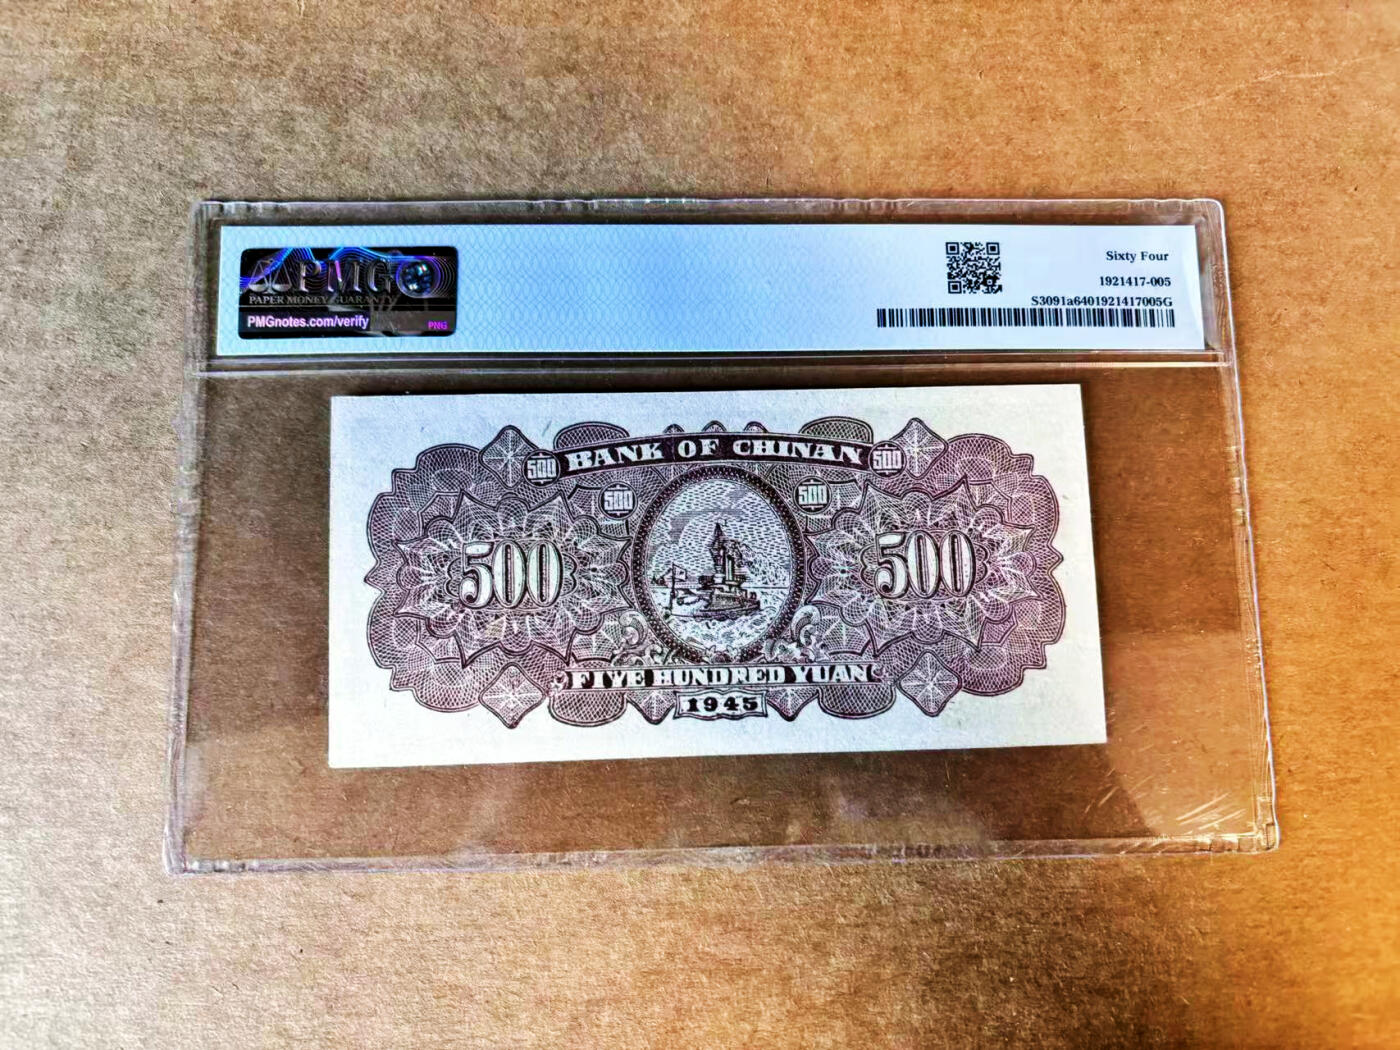 PMG
PAPER MONEY GUARANTY
PMGnotes.com/verify
PNG
Sixty Four
1921417-005
S3091a6401921417005G
500 BANK OF CHINAN 500
500 500
500 500
FIVE HUNDRED YUAN
1945